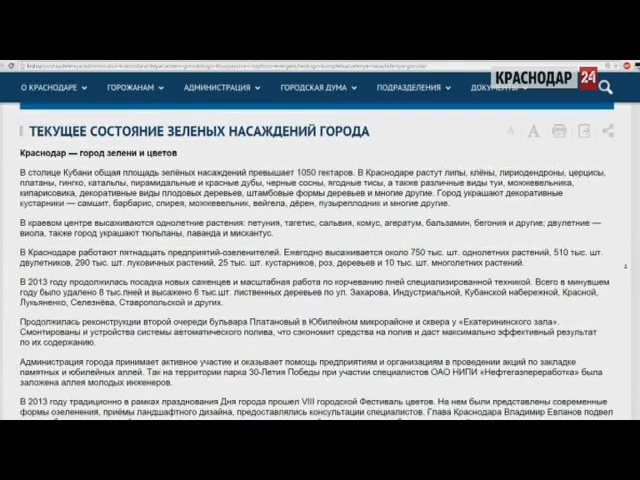 КРАСНОДАР 24
О КРАСНОДАРЕ ГОРОЖАНАМ АДМИНИСТРАЦИЯ ГОРОДСКАЯ ДУМА ПОДРАЗДЕЛЕНИЯ ДОКУМЕНТЫ
ТЕКУЩЕЕ СОСТОЯНИЕ ЗЕЛЕНЫХ НАСАЖДЕНИЙ ГОРОДА
A A
Краснодар — город зелени и цветов
В столице Кубани общая площадь зелёных насаждений превышает 1050 гектаров. В Краснодаре растут липы, клёны, лириодендроны, церцисы,
платаны, гингко, катальпы, пирамидальные и красные дубы, черные сосны, ягодные тисы, а также различные виды туи, можжевельника,
кипарисовика, декоративные виды плодовых деревьев, штамбовые формы деревьев и многие другие. Город украшают декоративные
кустарники — самшит, барбарис, спирея, можжевельник, вейгела, дёрен, пузыреплодник и многие другие.
В краевом центре высаживаются однолетние растения: петуния, тагетис, сальвия, комус, агератум, бальзамин, бегония и другие; двулетние —
виола, также город украшают тюльпаны, лаванда и мискантус.
В Краснодаре работают пятнадцать предприятий-озеленителей. Ежегодно высаживается около 750 тыс. шт. однолетних растений, 510 тыс. шт.
двулетников, 290 тыс. шт. луковичных растений, 25 тыс. шт. кустарников, роз, деревьев и 10 тыс. шт. многолетних растений.
В 2013 году продолжилась посадка новых саженцев и масштабная работа по корчеванию пней специализированной техникой. Всего в минувшем
году было удалено 8 тыс. пней и высажено 6 тыс.шт. лиственных деревьев по ул. Захарова, Индустриальной, Кубанской набережной, Красной,
Лукьяненко, Селезнёва, Ставропольской и других.
Продолжилась реконструкции второй очереди бульвара Платановый в Юбилейном микрорайоне и сквера у «Екатерининского зала».
Смонтированы и устройства системы автоматического полива, что сэкономит средства на полив и даст максимально эффективный результат
по их содержанию.
Администрация города принимает активное участие и оказывает помощь предприятиям и организациям в проведении акций по закладке
памятных и юбилейных аллей. Так на территории парка 30-Летия Победы при участии специалистов ОАО НИПИ «Нефтегазпереработка» была
заложена аллея молодых инженеров.
В 2013 году традиционно в рамках празднования Дня города прошел VIII городской Фестиваль цветов. На нем были представлены современные
формы озеленения, приёмы ландшафтного дизайна, предоставлялись консультации специалистов. Глава Краснодара Владимир Евланов подвел